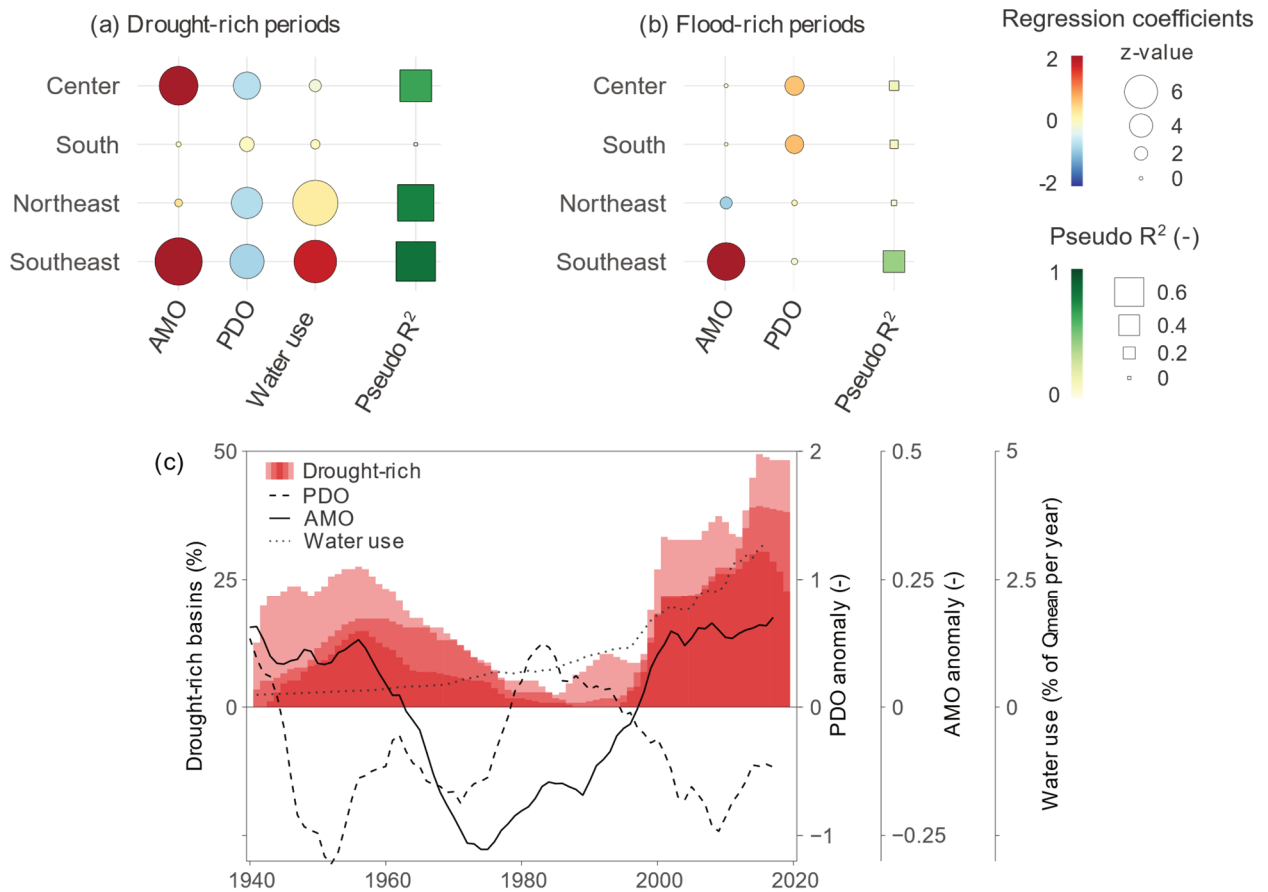 (a) Drought-rich periods
Center
South
Northeast
Southeast
AMO
PDO
Water use
Pseudo R²
(b) Flood-rich periods
Center
South
Northeast
Southeast
AMO
PDO
Pseudo R²
Regression coefficients
2
0
-2
z-value
6
4
2
0
Pseudo R² (-)
1
0
0.6
0.4
0.2
0
(c)
Drought-rich
PDO
AMO
Water use
Drought-rich basins (%)
50
25
0
1940
1960
1980
2000
2020
PDO anomaly (-)
2
1
0
−1
AMO anomaly (-)
0.5
0.25
0
−0.25
Water use (% of Qmean per year)
5
2.5
0